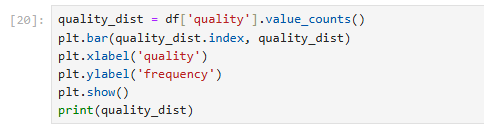 [20]: quality_dist = df['quality'].value_counts()
plt.bar(quality_dist.index, quality_dist)
plt.xlabel('quality')
plt.ylabel('frequency')
plt.show()
print(quality_dist)